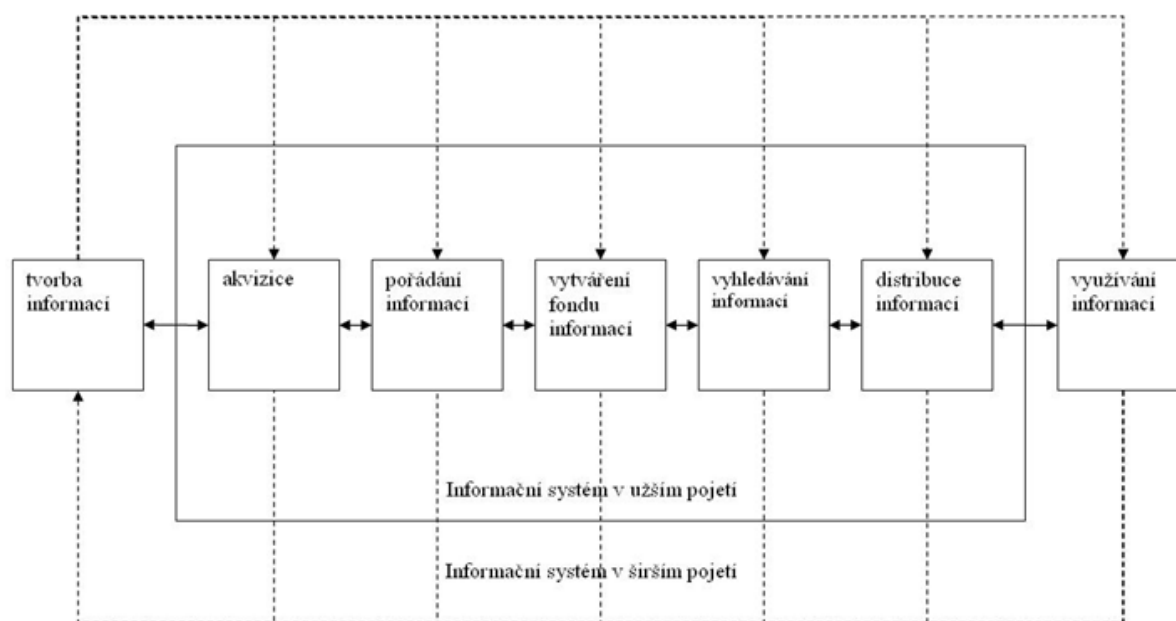 tvorba
informací
akvizice
pořádání
informací
vytváření
fondu
informací
vyhledávání
informací
distribuce
informací
využívání
informací
Informační systém v užším pojetí
Informační systém v širším pojetí